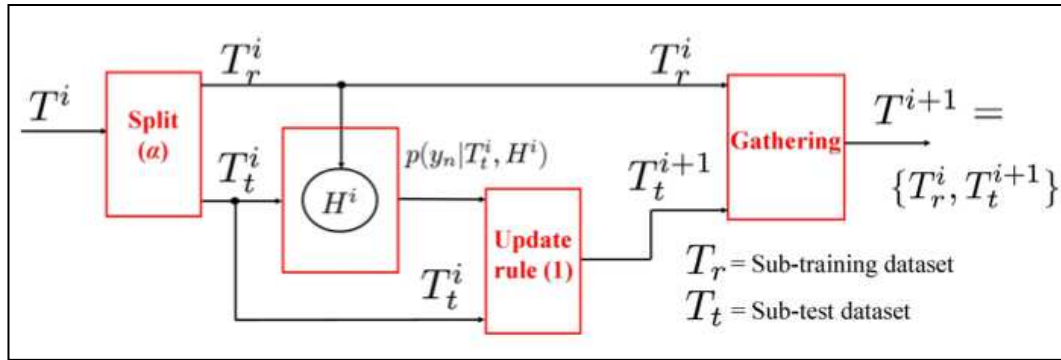 T^i
Split
(α)
T_r^i
T_t^i
H^i
p(y_n|T_t^i, H^i)
T_t^i
Update
rule (1)
T_r^i
T_t^{i+1}
Gathering
T^{i+1} =
{T_r^i, T_t^{i+1}}
T_r = Sub-training dataset
T_t = Sub-test dataset